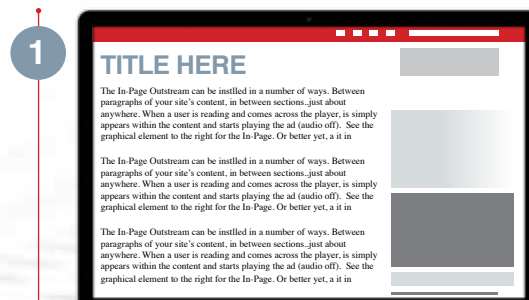 1
TITLE HERE
The In-Page Outstream can be instlled in a number of ways. Between
paragraphs of your site's content, in between sections..just about
anywhere. When a user is reading and comes across the player, is simply
appears within the content and starts playing the ad (audio off).  See the
graphical element to the right for the In-Page. Or better yet, a it in
The In-Page Outstream can be instlled in a number of ways. Between
paragraphs of your site's content, in between sections..just about
anywhere. When a user is reading and comes across the player, is simply
appears within the content and starts playing the ad (audio off).  See the
graphical element to the right for the In-Page. Or better yet, a it in
The In-Page Outstream can be instlled in a number of ways. Between
paragraphs of your site's content, in between sections..just about
anywhere. When a user is reading and comes across the player, is simply
appears within the content and starts playing the ad (audio off).  See the
graphical element to the right for the In-Page. Or better yet, a it in